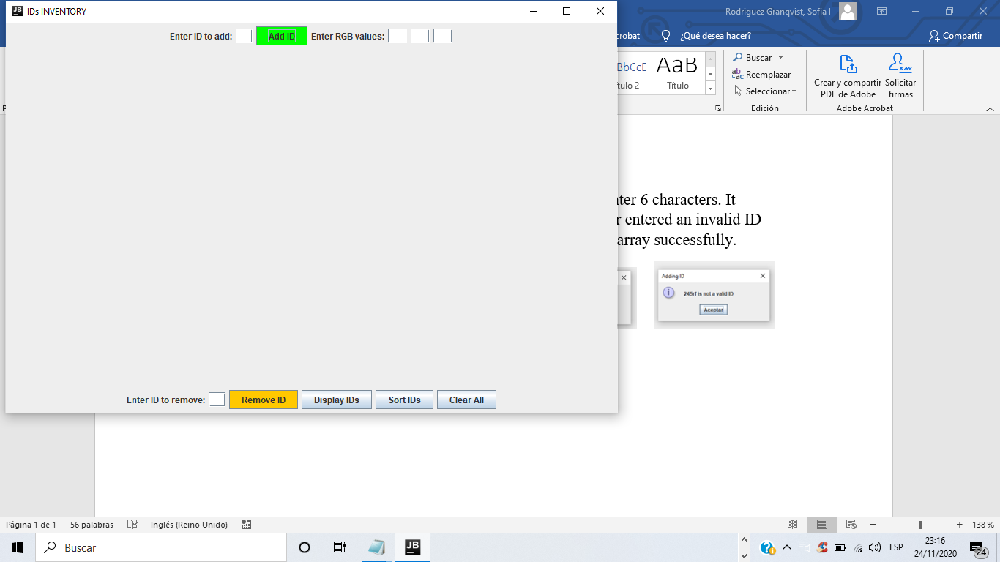 IDs INVENTORY
Enter ID to add:
Add ID
Enter RGB values:
Enter ID to remove:
Remove ID
Display IDs
Sort IDs
Clear All
Rodriguez Granqvist, Sofia I
crobat
¿Qué desea hacer?
Compartir
BbCcD
AaB
tulo 2
Título
Buscar
Reemplazar
Seleccionar
Edición
Crear y compartir
PDF de Adobe
Solicitar
firmas
Adobe Acrobat
nter 6 characters. It
r entered an invalid ID
array successfully.
Adding ID
245rf is not a valid ID
Aceptar
Página 1 de 1
56 palabras
Inglés (Reino Unido)
138 %
Buscar
JB
ESP
23:16
24/11/2020
24